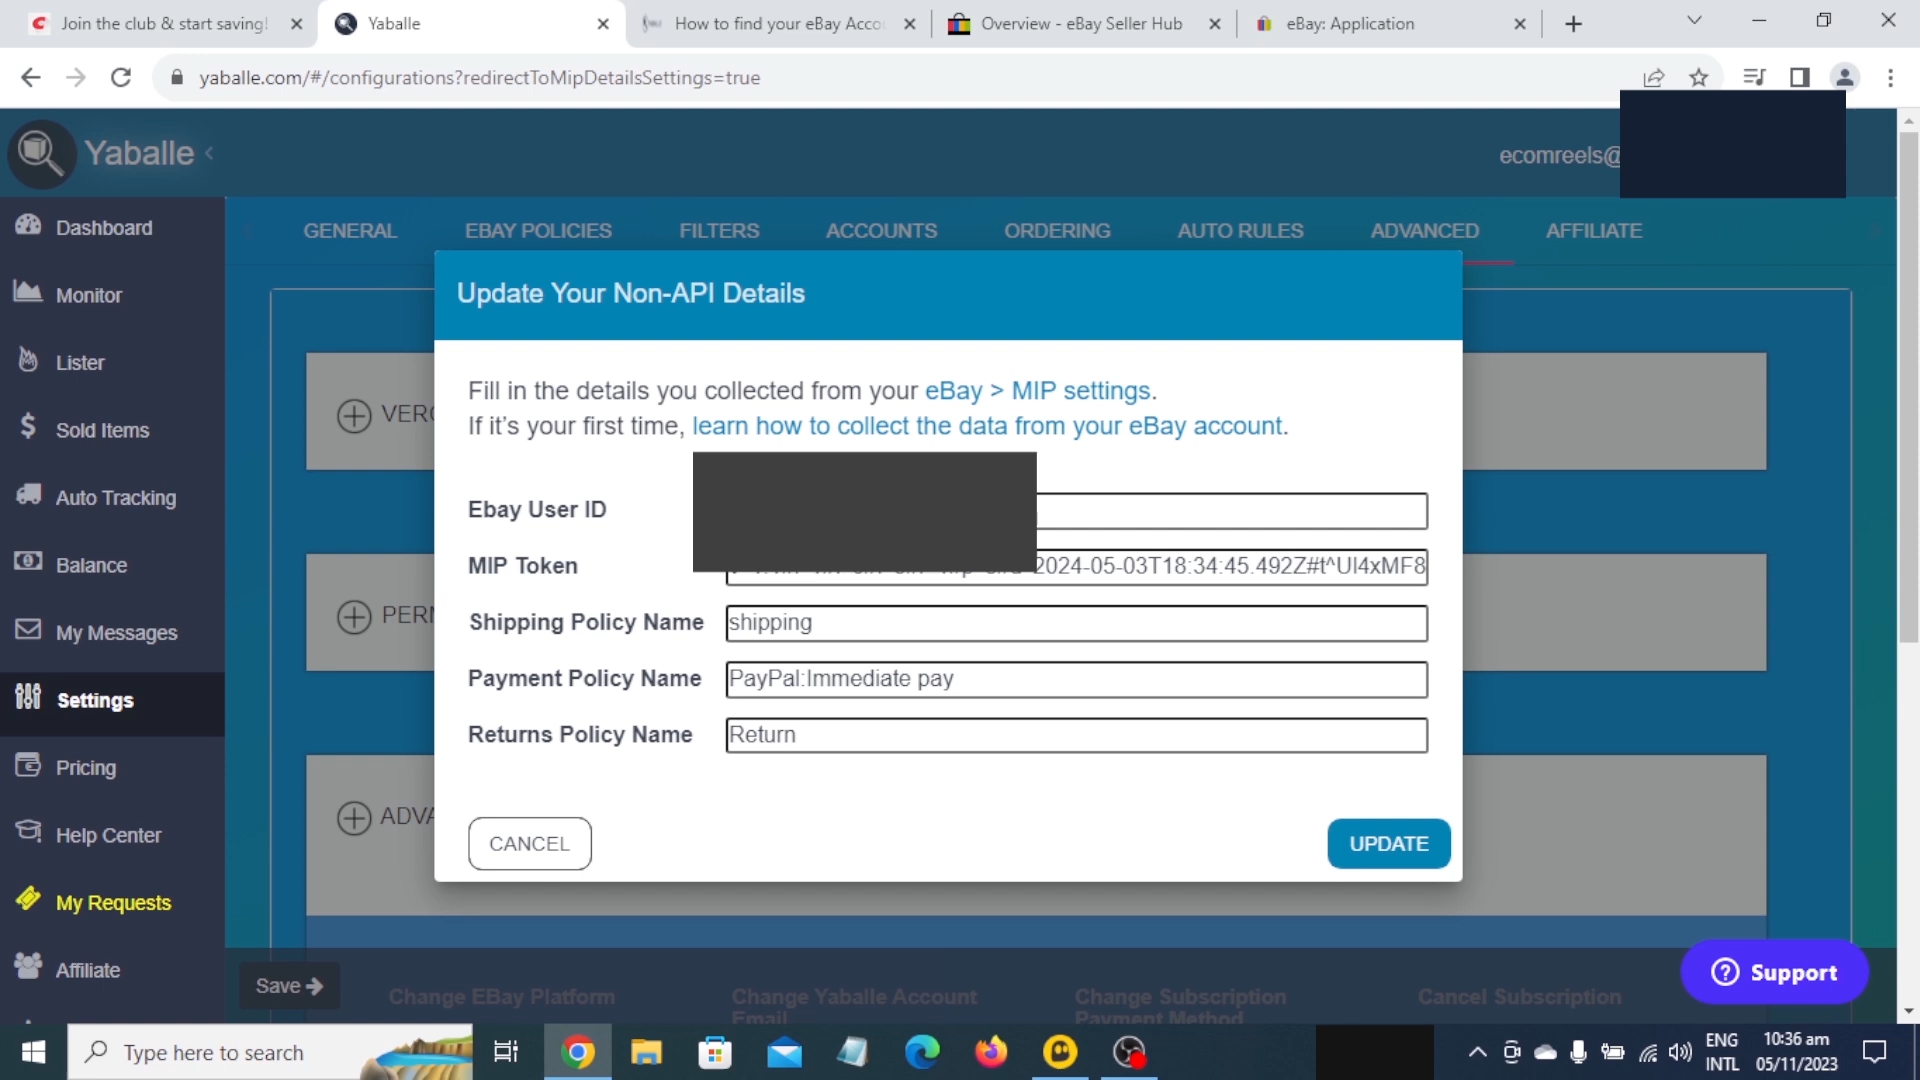 Join the club & start saving!
Yaballe
How to find your eBay Acco
Overview - eBay Seller Hub
eBay: Application
yaballe.com/#/configurations?redirectToMipDetailsSettings=true
Yaballe
ecomreels@
Dashboard
Monitor
Lister
Sold Items
Auto Tracking
Balance
My Messages
Settings
Pricing
Help Center
My Requests
Affiliate
GENERAL EBAY POLICIES FILTERS ACCOUNTS ORDERING AUTO RULES ADVANCED AFFILIATE
Update Your Non-API Details
Fill in the details you collected from your eBay > MIP settings.
If it's your first time, learn how to collect the data from your eBay account.
Ebay User ID
MIP Token
2024-05-03T18:34:45.492Z#t^UI4xMF8
Shipping Policy Name shipping
Payment Policy Name PayPal:Immediate pay
Returns Policy Name Return
CANCEL UPDATE
VERO
PERM
ADVA
Save
Change EBay Platform
Change Yaballe Account
Email
Change Subscription
Payment Method
Cancel Subscription
Support
Type here to search
ENG
INTL
10:36 am
05/11/2023